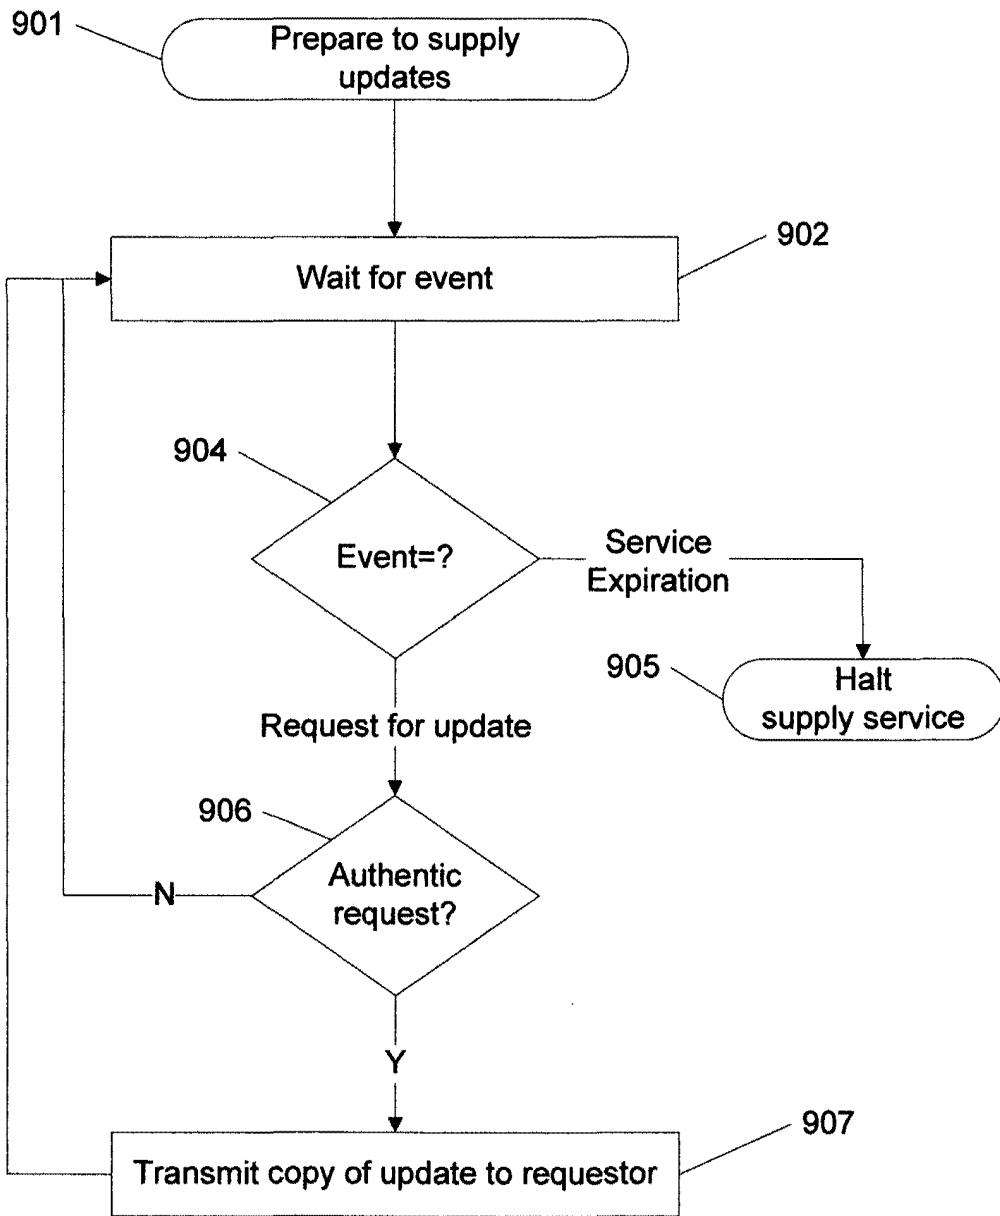 901
Prepare to supply
updates
902
Wait for event
904
Event=?
Service
Expiration
905
Halt
supply service
Request for update
906
Authentic
request?
N
Y
907
Transmit copy of update to requestor